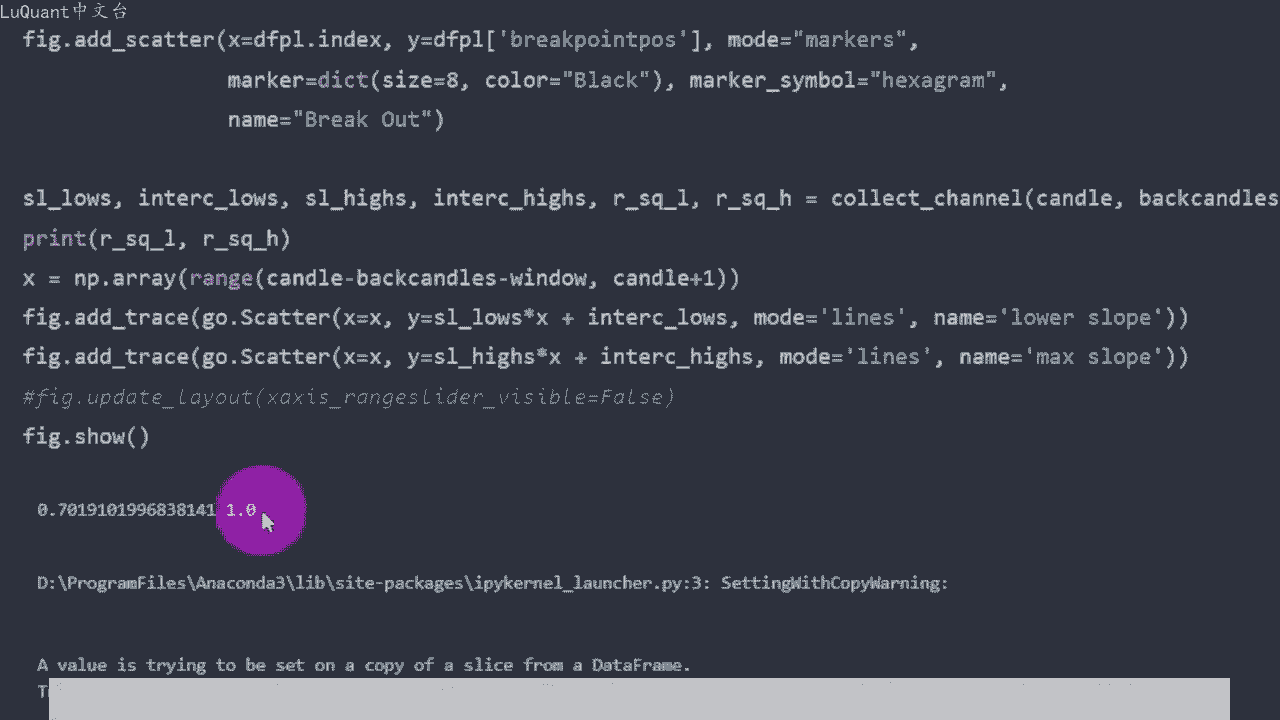 LuQuant中文台
fig.add_scatter(x=dfpl.index, y=dfpl['breakpointpos'], mode="markers",
marker=dict(size=8, color="Black"), marker_symbol="hexagram",
name="Break Out")
sl_lows, interc_lows, sl_highs, interc_highs, r_sq_l, r_sq_h = collect_channel(candle, backcandles
print(r_sq_l, r_sq_h)
x = np.array(range(candle-backcandles-window, candle+1))
fig.add_trace(go.Scatter(x=x, y=sl_lows*x + interc_lows, mode='lines', name='lower slope'))
fig.add_trace(go.Scatter(x=x, y=sl_highs*x + interc_highs, mode='lines', name='max slope'))
#fig.update_layout(xaxis_rangeslider_visible=False)
fig.show()
0.7019101996838141 1.0
D:\ProgramFiles\Anaconda3\lib\site-packages\ipykernel_launcher.py:3: SettingWithCopyWarning:
A value is trying to be set on a copy of a slice from a DataFrame.